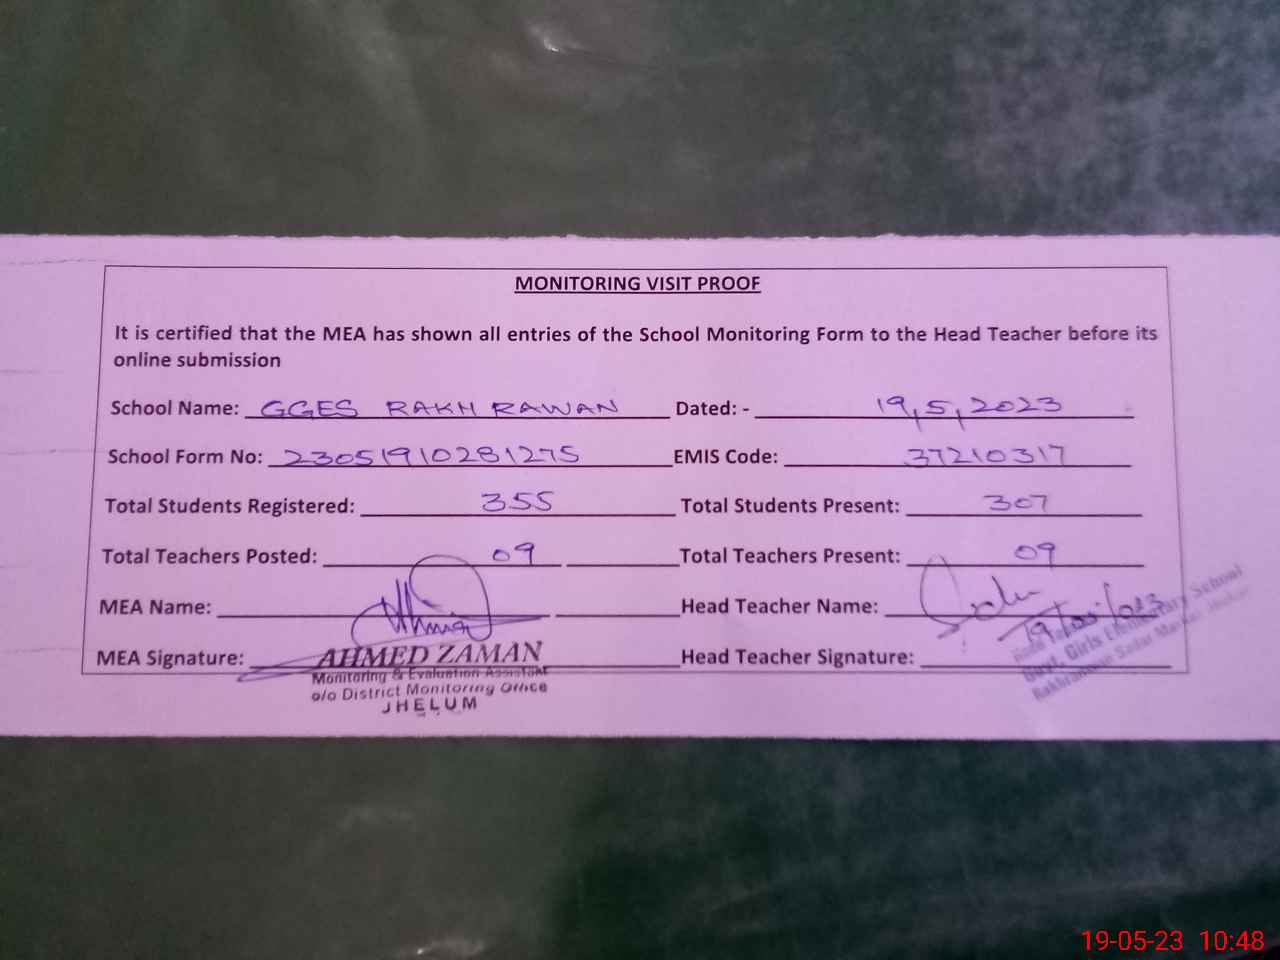 MONITORING VISIT PROOF
It is certified that the MEA has shown all entries of the School Monitoring Form to the Head Teacher before its
online submission
School Name: GGES RAKH RAWAN Dated: - 19,5,2023
School Form No: 23051910281275 EMIS Code: 37210317
Total Students Registered: 355 Total Students Present: 307
Total Teachers Posted: 09 Total Teachers Present: 09
MEA Name: Head Teacher Name:
19/05/2023
MEA Signature: AHMED ZAMAN Head Teacher Signature:
Monitoring & Evaluation Assistant
o/o District Monitoring Office
JHELUM
Govt. Girls Elementary School
19-05-23 10:48